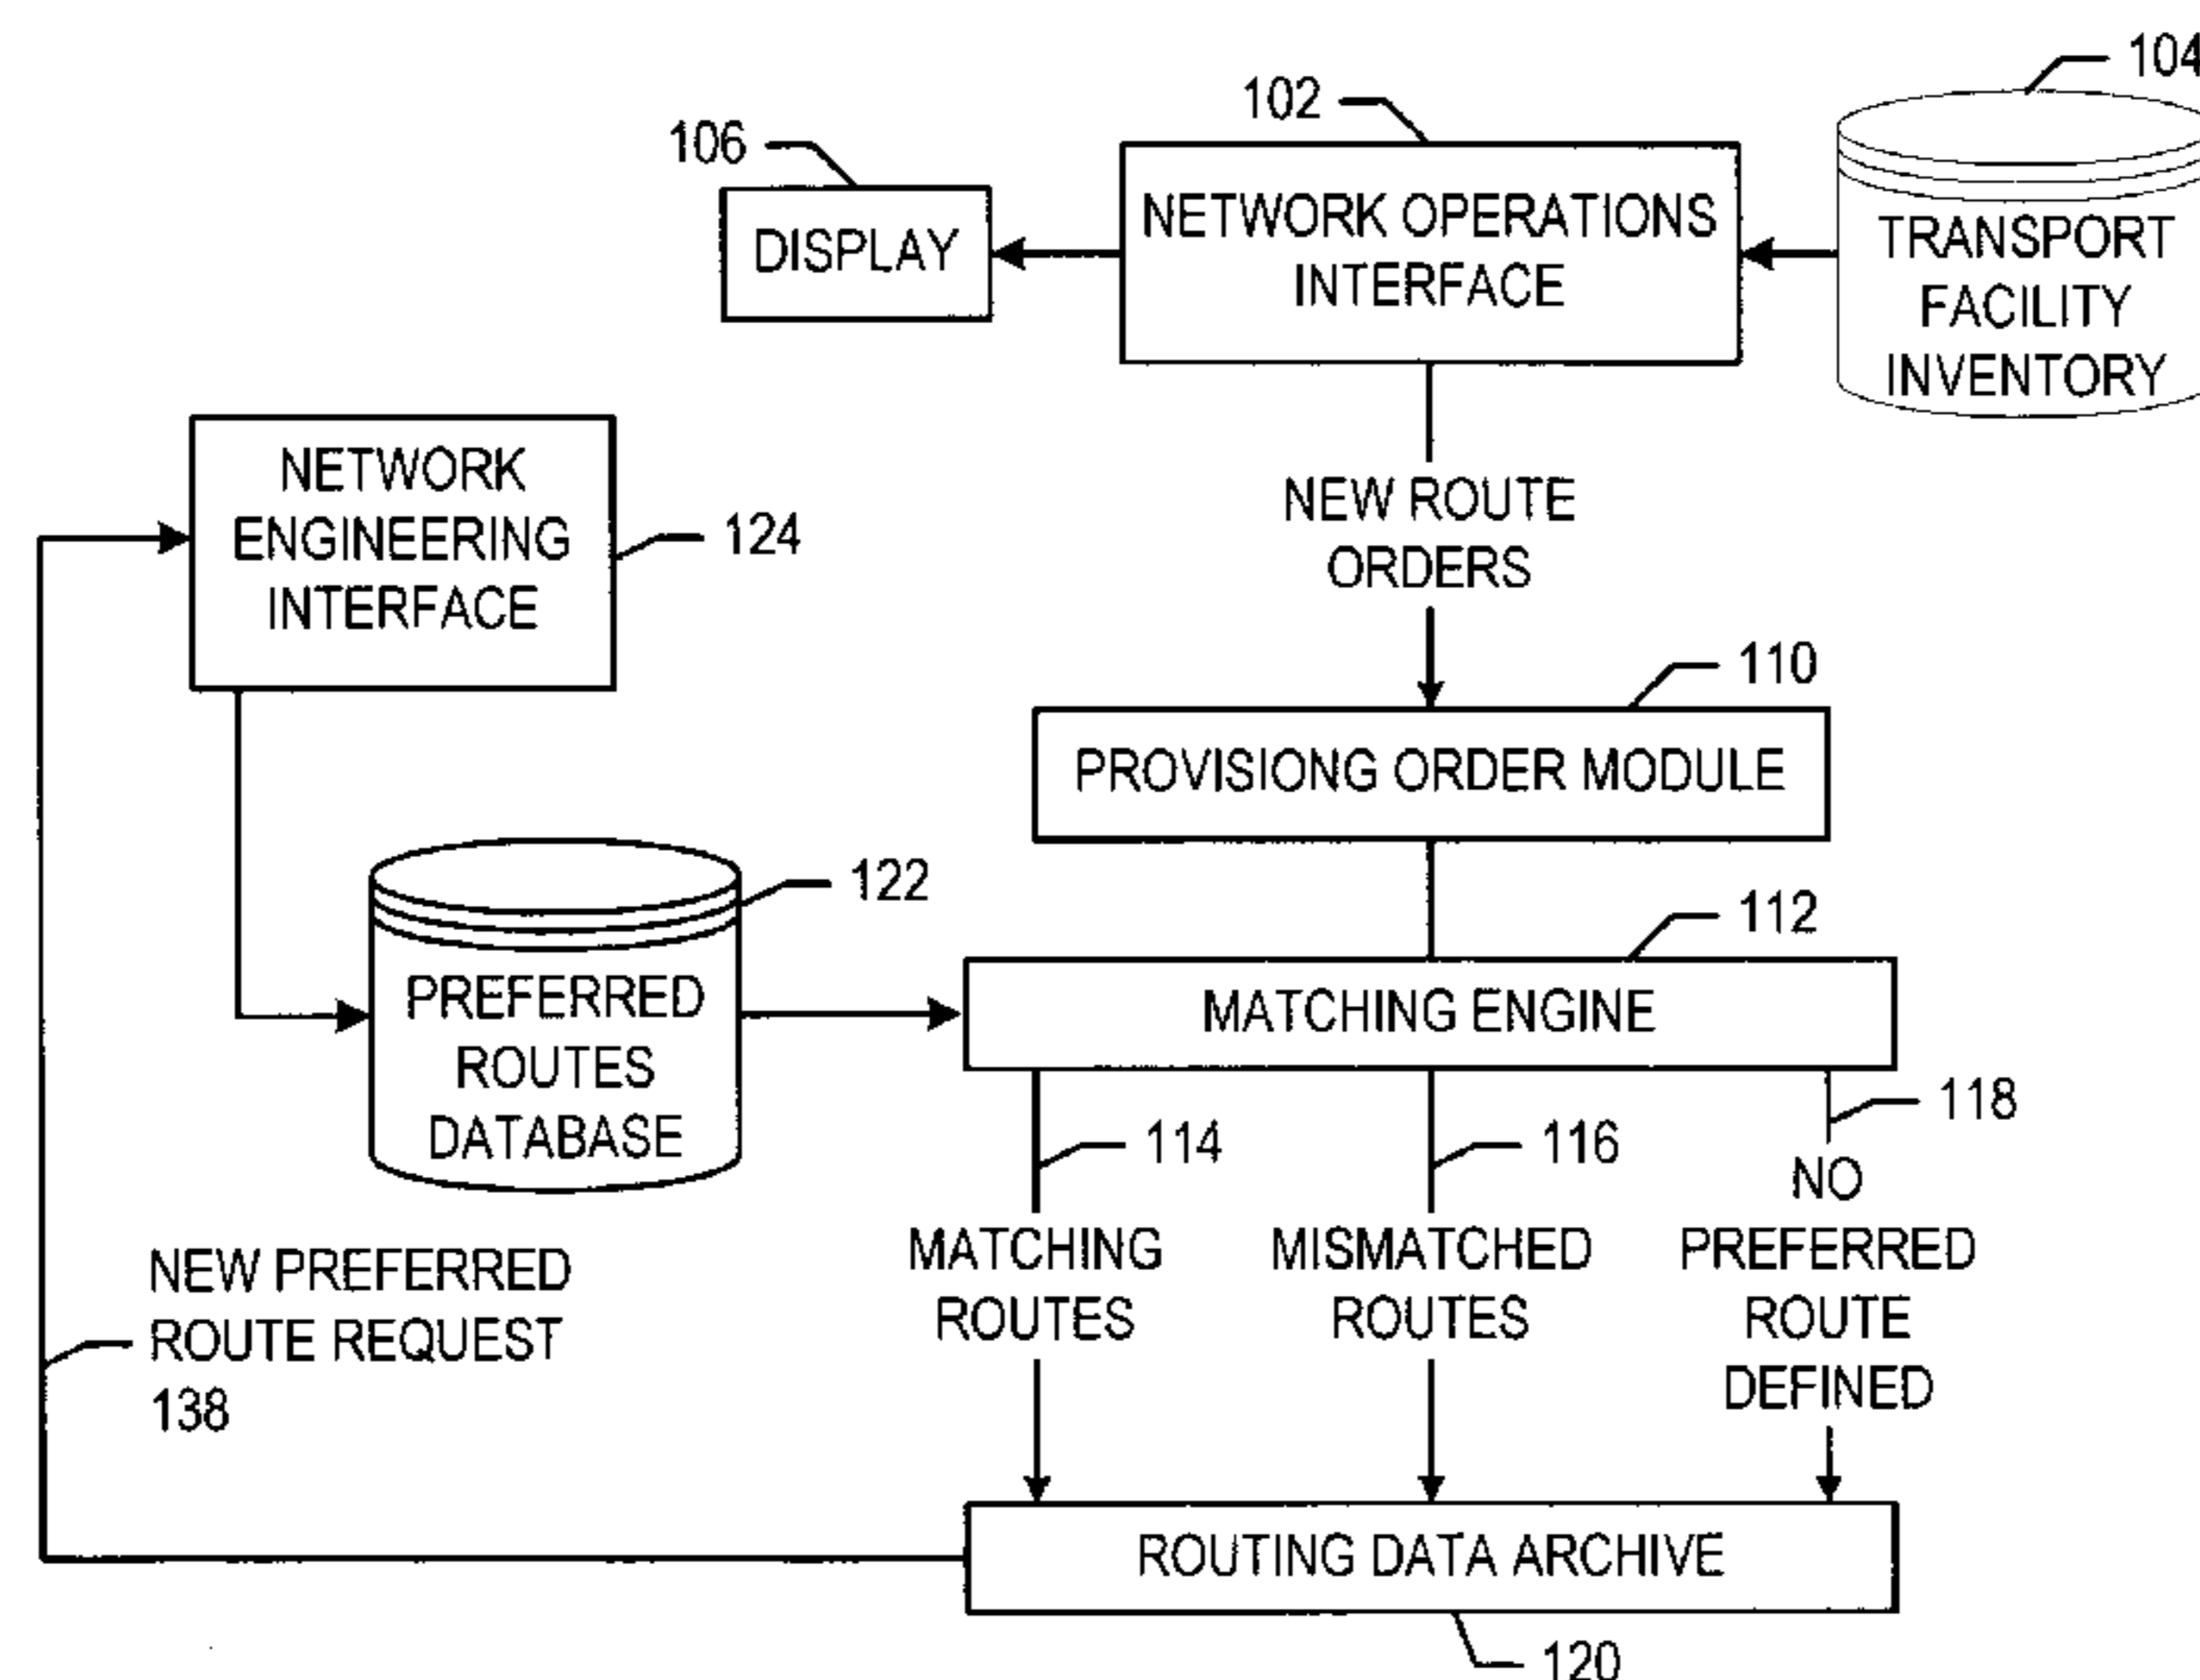 104
102
106
NETWORK OPERATIONS
INTERFACE
DISPLAY
TRANSPORT
FACILITY
INVENTORY
NETWORK
ENGINEERING
INTERFACE
124
NEW ROUTE
ORDERS
110
PROVISIONG ORDER MODULE
122
112
PREFERRED
ROUTES
DATABASE
MATCHING ENGINE
114
116
118
MATCHING
ROUTES
MISMATCHED
ROUTES
NO
PREFERRED
ROUTE
DEFINED
NEW PREFERRED
ROUTE REQUEST
138
ROUTING DATA ARCHIVE
120